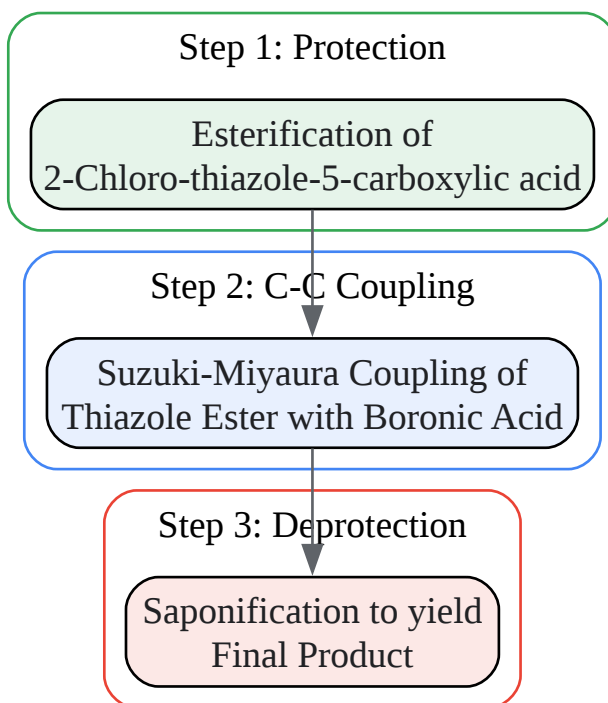 Step 1: Protection
Esterification of
2-Chloro-thiazole-5-carboxylic acid
Step 2: C-C Coupling
Suzuki-Miyaura Coupling of
Thiazole Ester with Boronic Acid
Step 3: Deprotection
Saponification to yield
Final Product